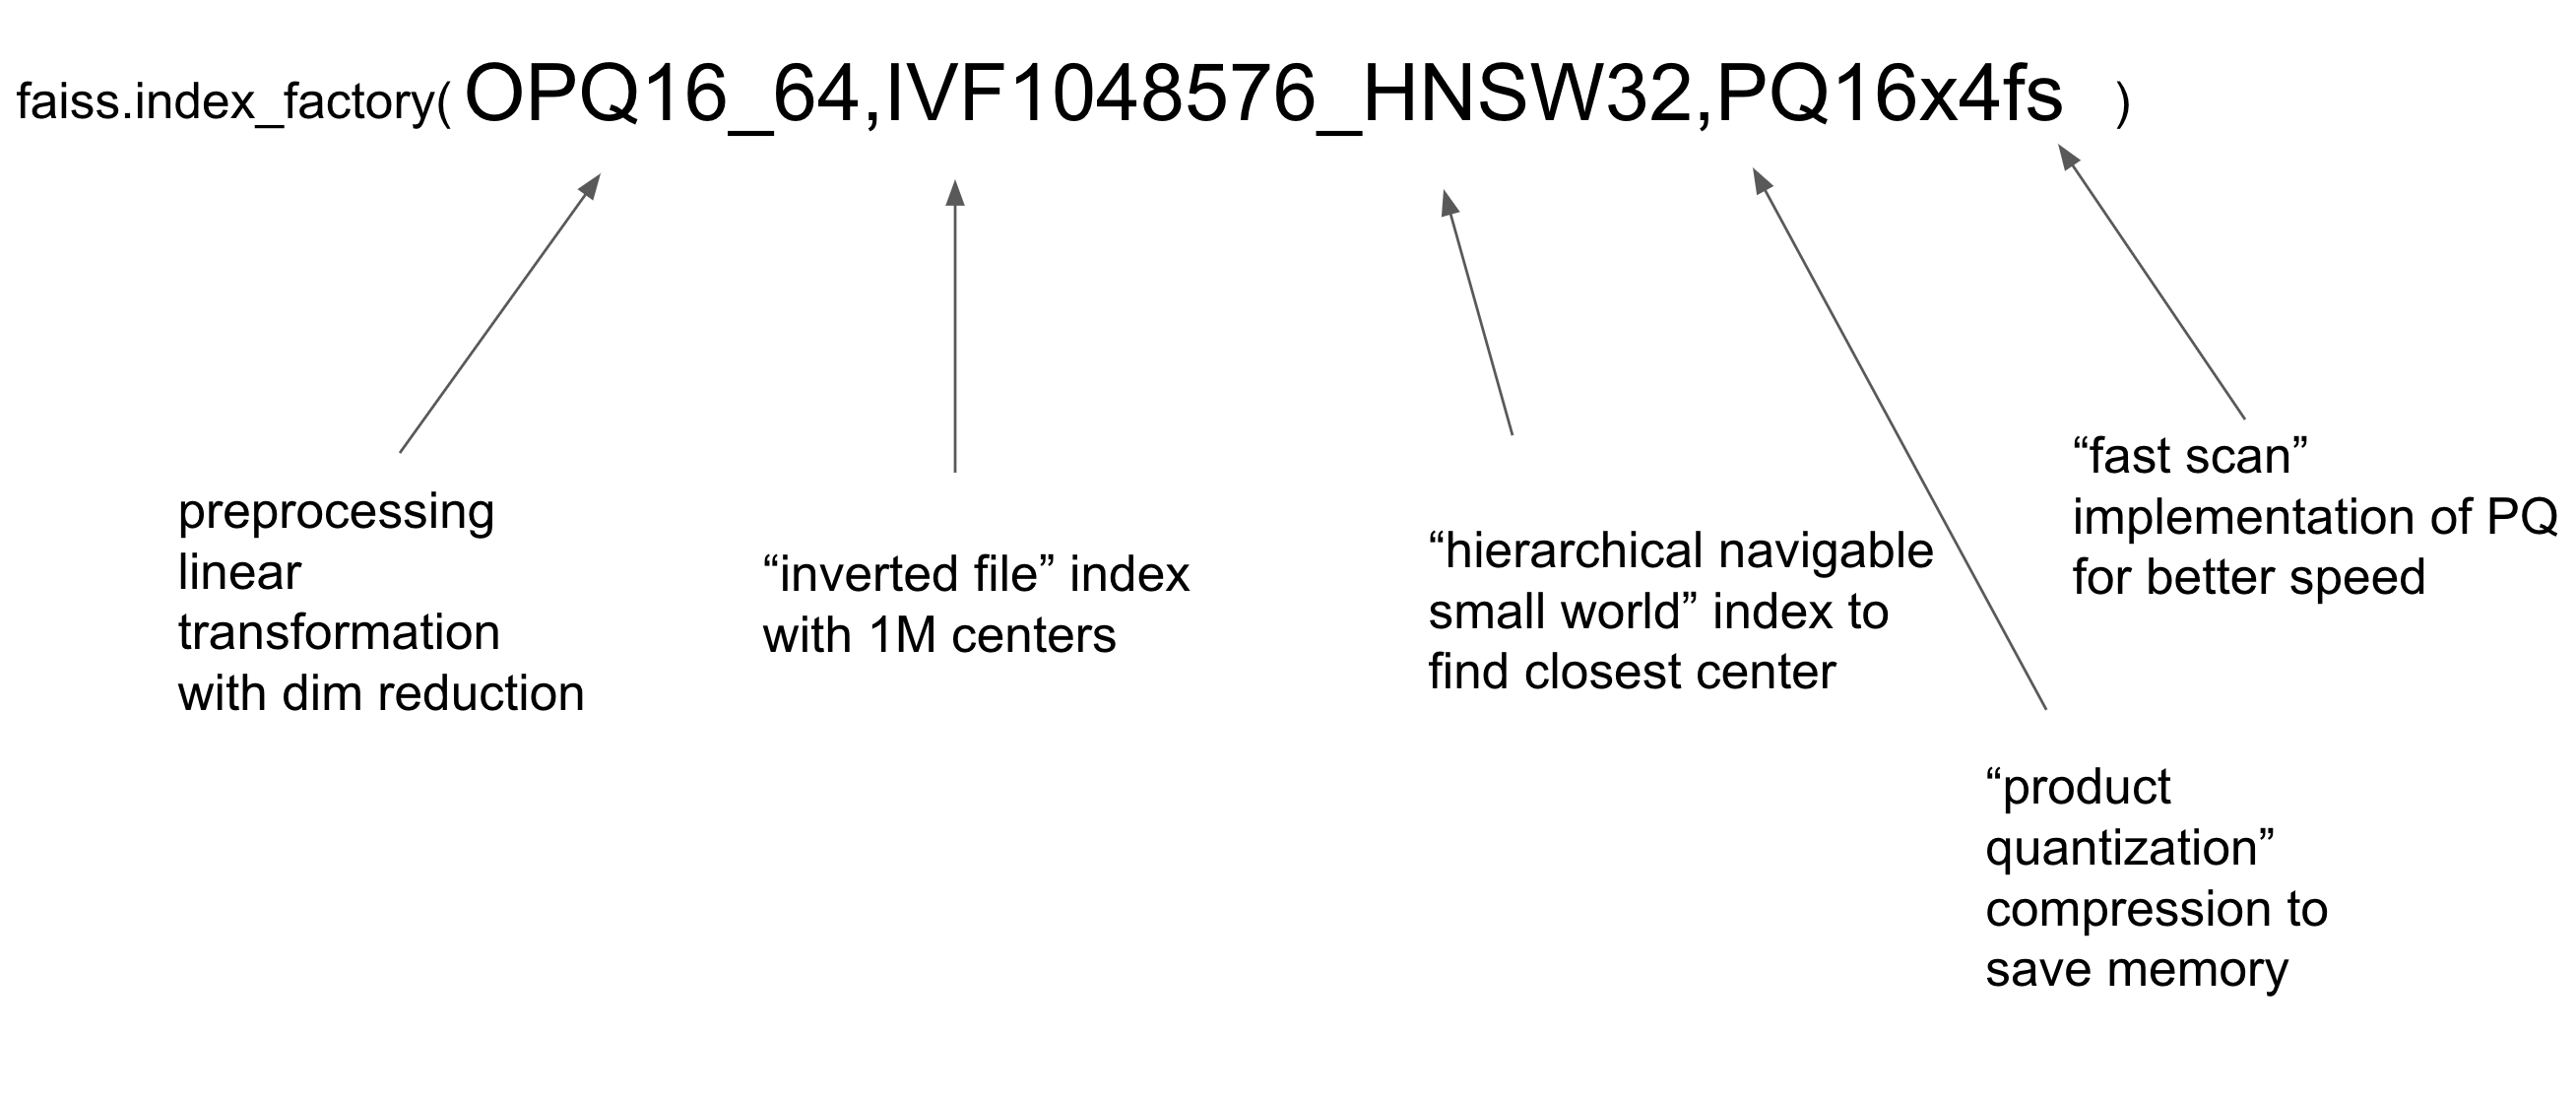 faiss.index_factory( OPQ16_64,IVF1048576_HNSW32,PQ16x4fs )
preprocessing
linear
transformation
with dim reduction
“inverted file” index
with 1M centers
“hierarchical navigable
small world” index to
find closest center
“fast scan”
implementation of PQ
for better speed
“product
quantization”
compression to
save memory